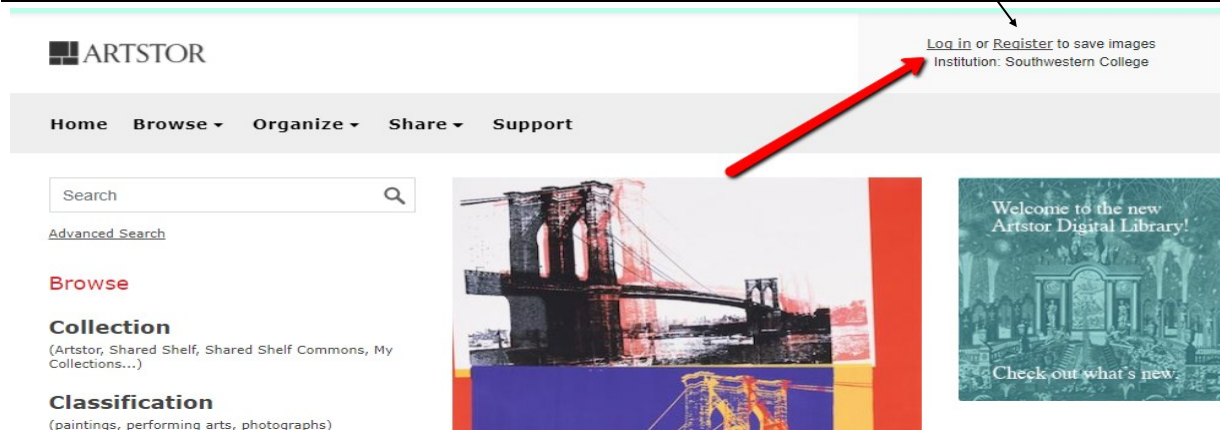 ARTSTOR
Log in or Register to save images
Institution: Southwestern College
Home Browse Organize Share Support
Search
Advanced Search
Browse
Collection
(Artstor, Shared Shelf, Shared Shelf Commons, My
Collections...)
Classification
(paintings, performing arts, photographs)
Welcome to the new
Artstor Digital Library!
Check out what's new.